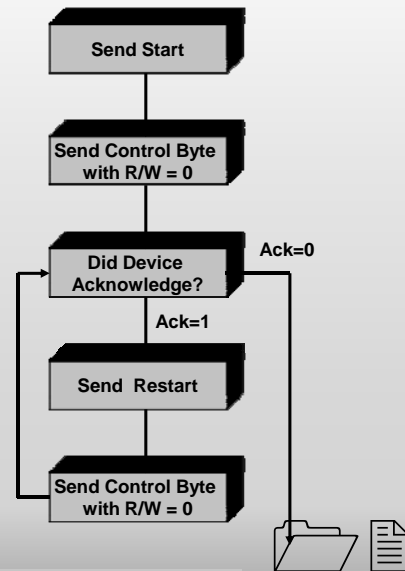 Send Start
Send Control Byte
with R/W = 0
Did Device
Acknowledge?
Ack=0
Ack=1
Send Restart
Send Control Byte
with R/W = 0